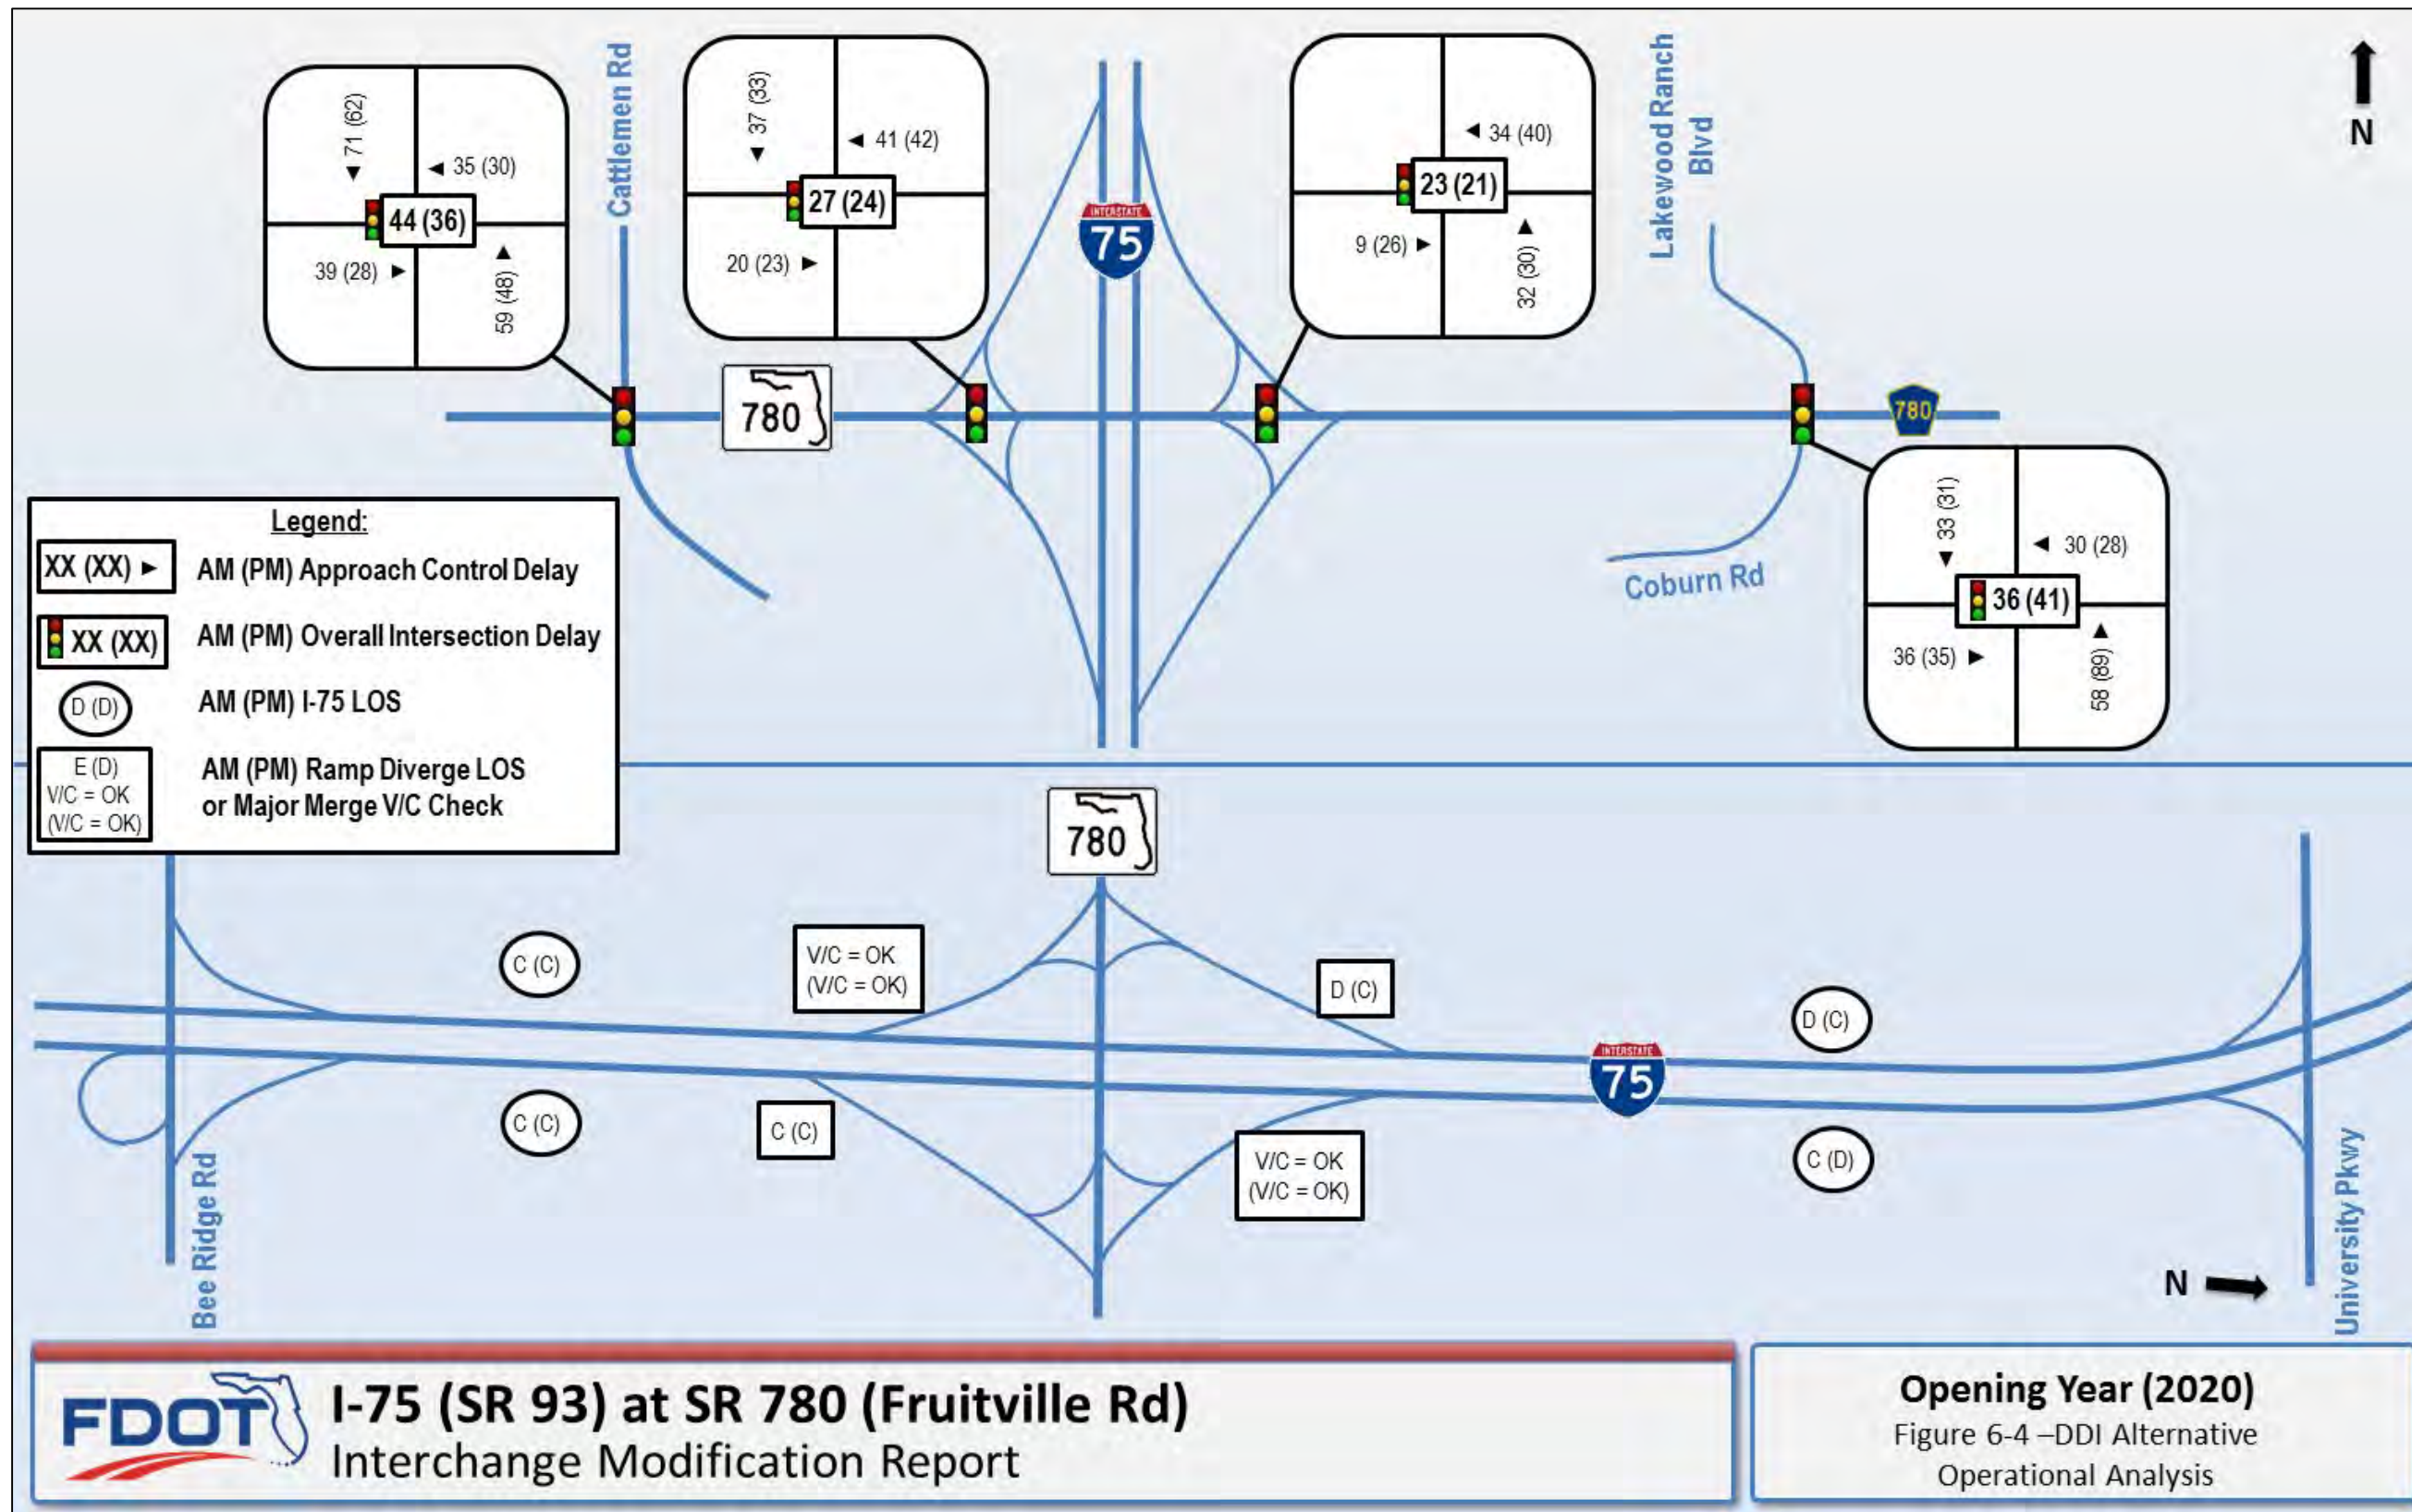 Cattlemen Rd
71 (62)
35 (30)
44 (36)
39 (28)
59 (48)
37 (33)
41 (42)
27 (24)
20 (23)
INTERSTATE
75
34 (40)
23 (21)
9 (26)
32 (30)
Lakewood Ranch
Blvd
N
780
780
Coburn Rd
33 (31)
30 (28)
36 (41)
36 (35)
58 (89)
Legend:
XX (XX)
AM (PM) Approach Control Delay
XX (XX)
AM (PM) Overall Intersection Delay
D (D)
AM (PM) I-75 LOS
E (D)
V/C = OK
(V/C = OK)
AM (PM) Ramp Diverge LOS
or Major Merge V/C Check
780
C (C)
V/C = OK
(V/C = OK)
D (C)
D (C)
INTERSTATE
75
C (C)
C (C)
V/C = OK
(V/C = OK)
C (D)
Bee Ridge Rd
University Pkwy
N
FDOT
I-75 (SR 93) at SR 780 (Fruitville Rd)
Interchange Modification Report
Opening Year (2020)
Figure 6-4 –DDI Alternative
Operational Analysis